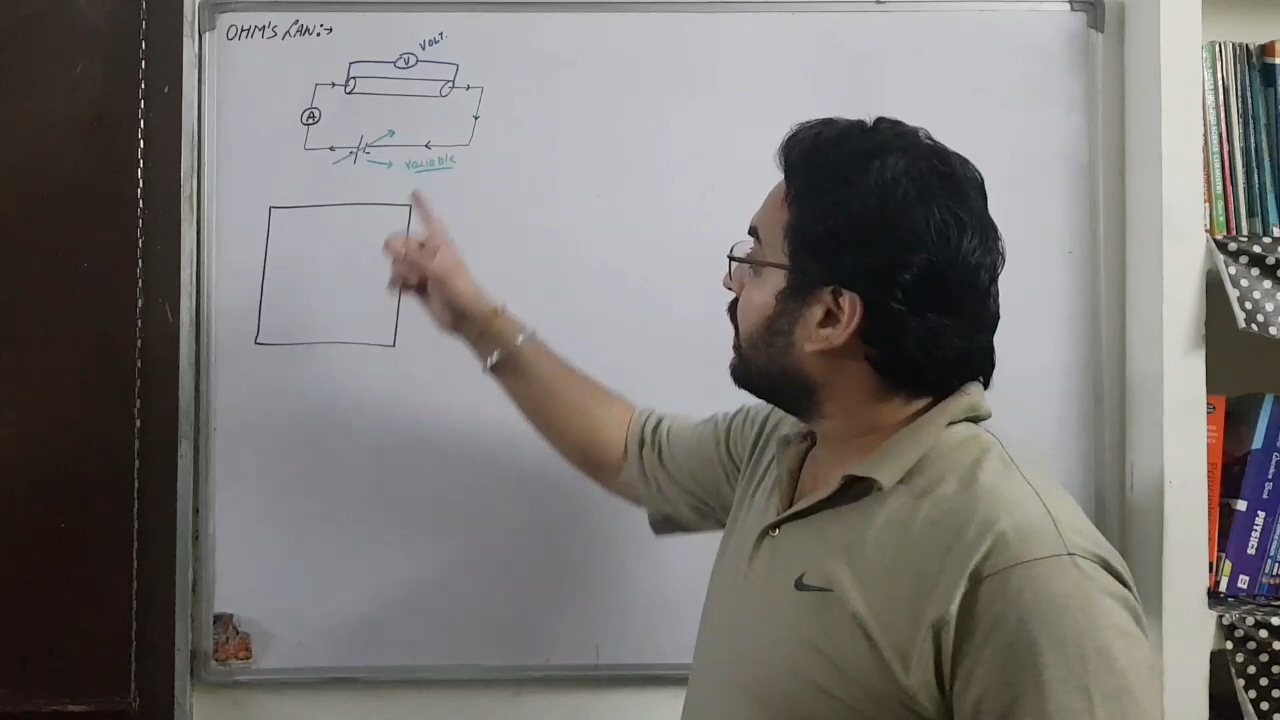 OHM'S LAW:→
VOLT.
V
A
variable
PHYSICS